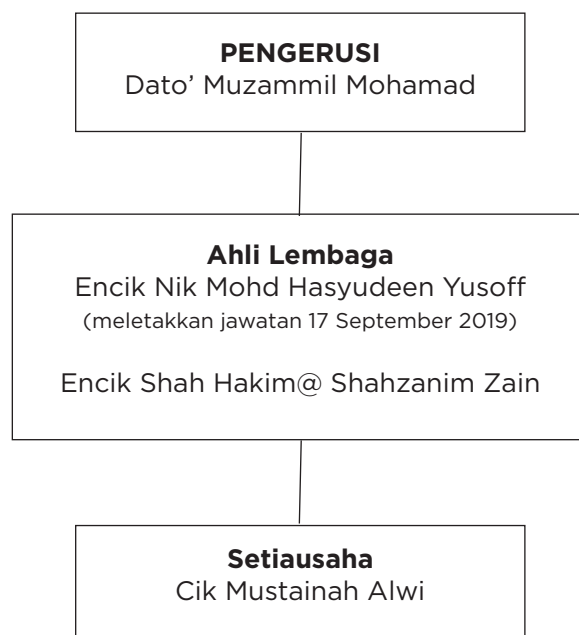 PENGERUSI
Dato’ Muzammil Mohamad
Ahli Lembaga
Encik Nik Mohd Hasyudeen Yusoff
(meletakkan jawatan 17 September 2019)
Encik Shah Hakim@ Shahzanim Zain
Setiausaha
Cik Mustainah Alwi